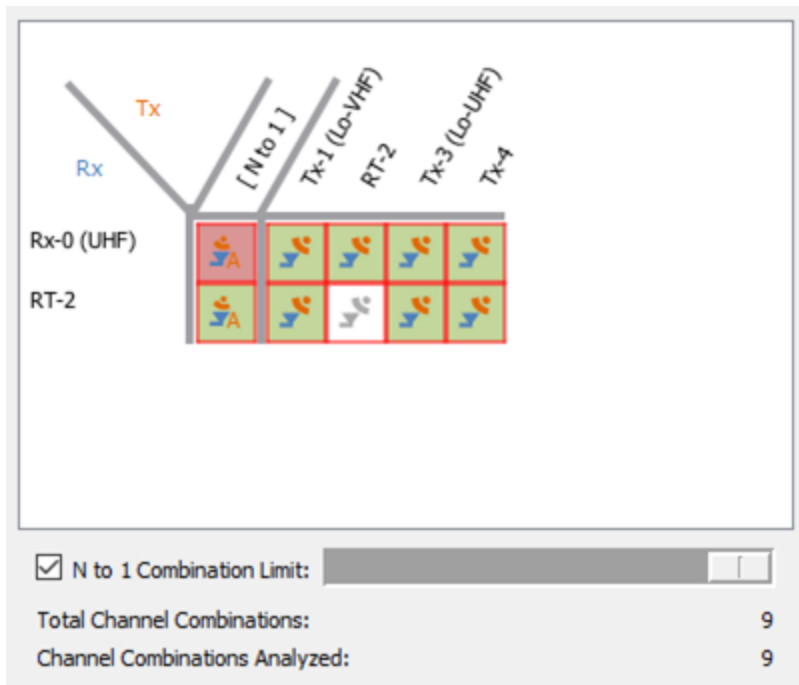 Tx
Rx
[ N to 1 ]
Tx-1 (Lo-VHF)
RT-2
Tx-3 (Lo-UHF)
Tx-4
Rx-0 (UHF)
A
RT-2
A
N to 1 Combination Limit:
Total Channel Combinations: 9
Channel Combinations Analyzed: 9